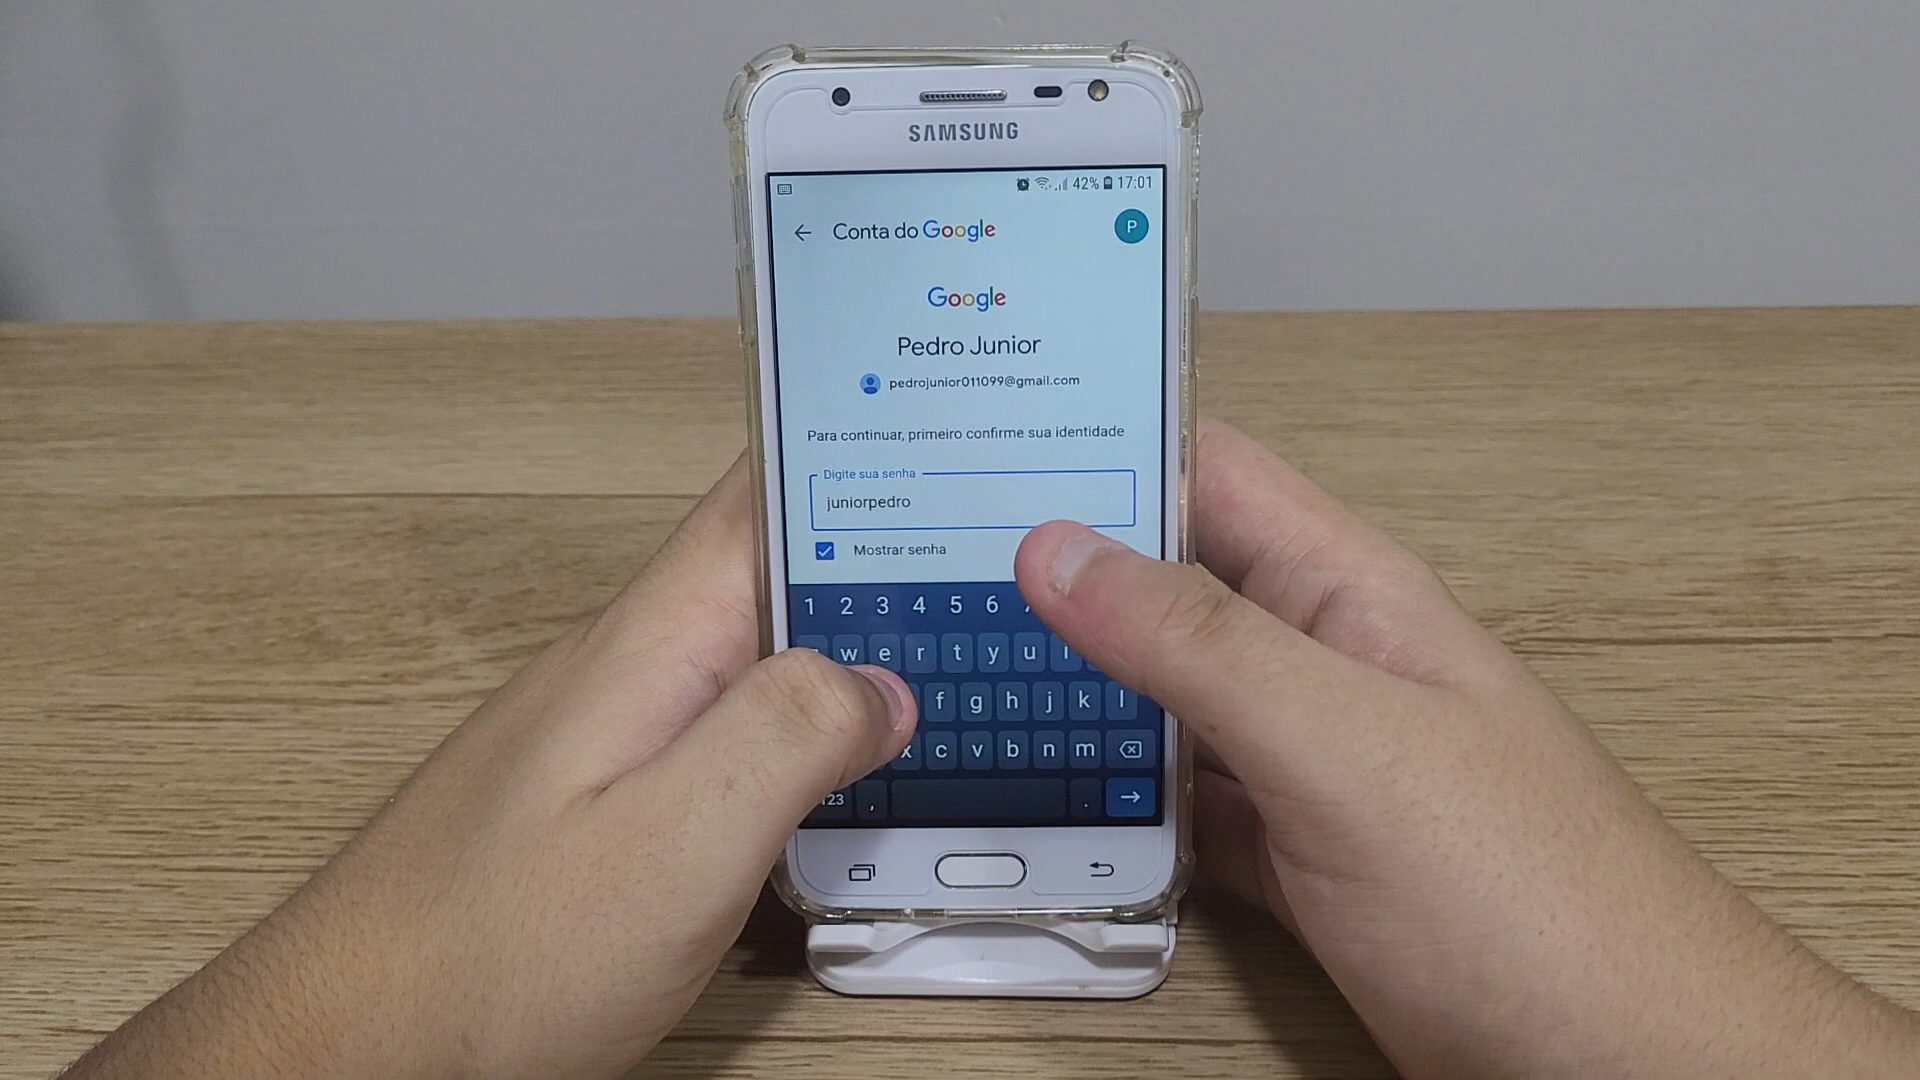 SAMSUNG
42% 17:01
Conta do Google
P
Google
Pedro Junior
pedrojunior011099@gmail.com
Para continuar, primeiro confirme sua identidade
Digite sua senha
juniorpedro
Mostrar senha
1 2 3 4 5 6
w e r t y u i
f g h j k l
x c v b n m
123 , .